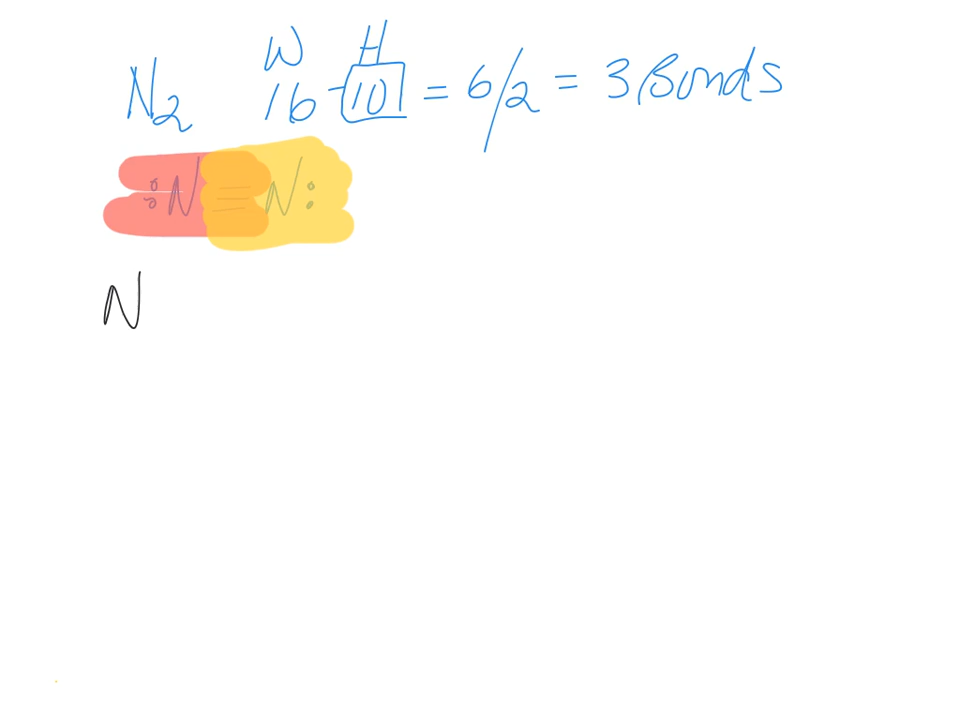 W H
N₂ 16 - 10 = 6/2 = 3 Bonds
:N≡N:
N